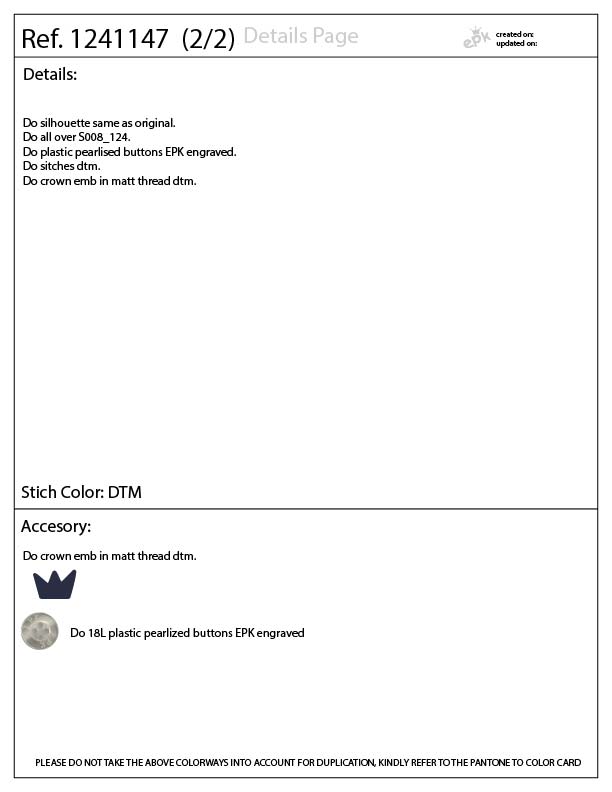 Ref. 1241147 (2/2) Details Page
epk
created on:
updated on:
Details:
Do silhouette same as original.
Do all over S008_124.
Do plastic pearlised buttons EPK engraved.
Do sitches dtm.
Do crown emb in matt thread dtm.
Stich Color: DTM
Accesory:
Do crown emb in matt thread dtm.
Do 18L plastic pearlized buttons EPK engraved
PLEASE DO NOT TAKE THE ABOVE COLORWAYS INTO ACCOUNT FOR DUPLICATION, KINDLY REFER TO THE PANTONE TO COLOR CARD